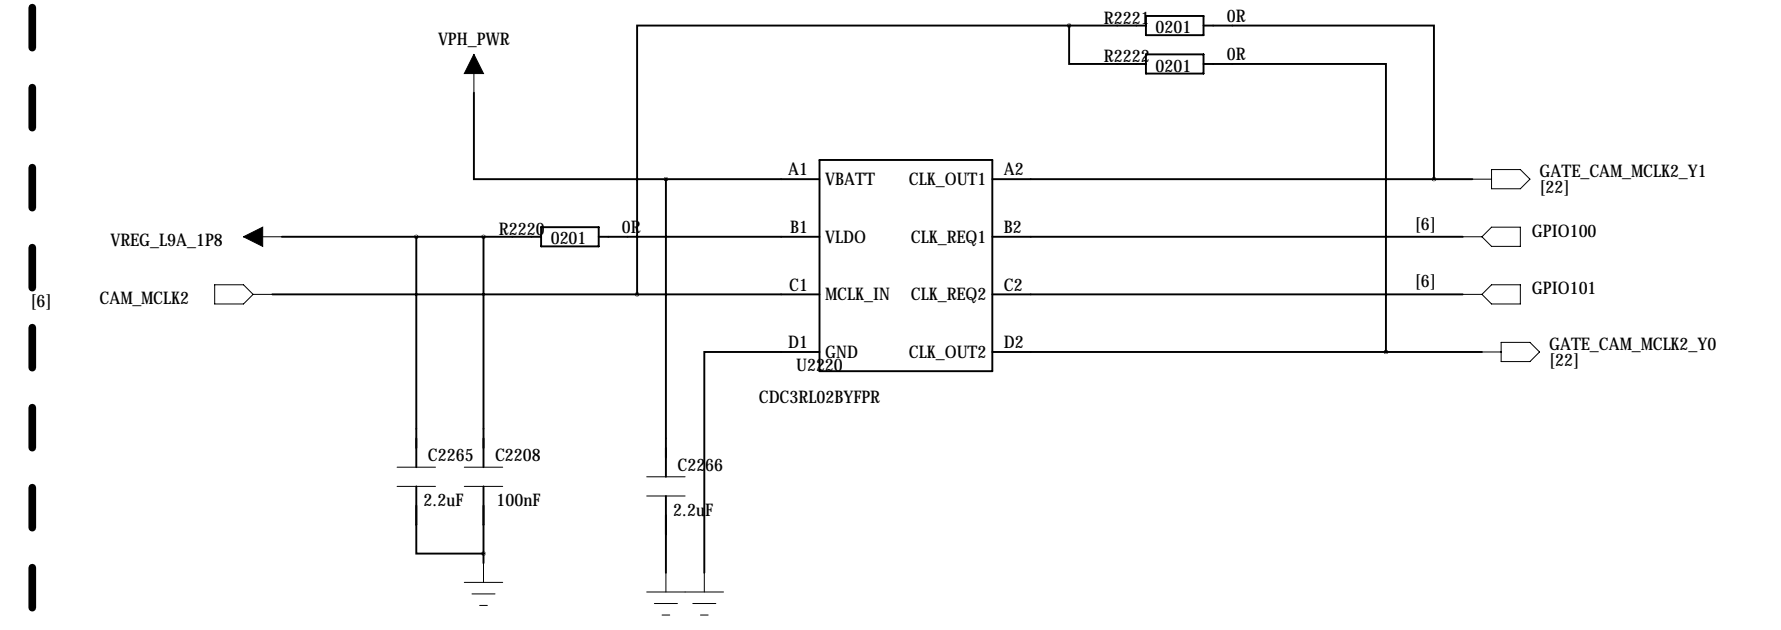 R2221 0201 0R
VPH_PWR
R2222 0201 0R
A1 VBATT CLK_OUT1 A2
GATE_CAM_MCLK2_Y1
[22]
VREG_L9A_1P8 R2220 0201 0R B1 VLDO CLK_REQ1 B2 [6] GPIO100
[6] CAM_MCLK2 C1 MCLK_IN CLK_REQ2 C2 [6] GPIO101
D1 GND CLK_OUT2 D2
GATE_CAM_MCLK2_Y0
[22]
U2220
CDC3RL02BYFPR
C2265 C2208 C2266
2.2uF 100nF 2.2uF